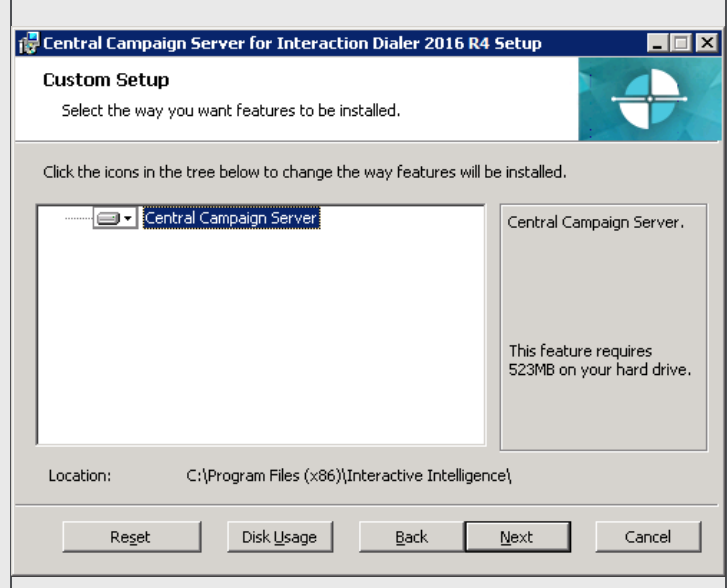 Central Campaign Server for Interaction Dialer 2016 R4 Setup
Custom Setup
Select the way you want features to be installed.
Click the icons in the tree below to change the way features will be installed.
Central Campaign Server
Central Campaign Server.
This feature requires
523MB on your hard drive.
Location: C:\Program Files (x86)\Interactive Intelligence\
Reset Disk Usage Back Next Cancel